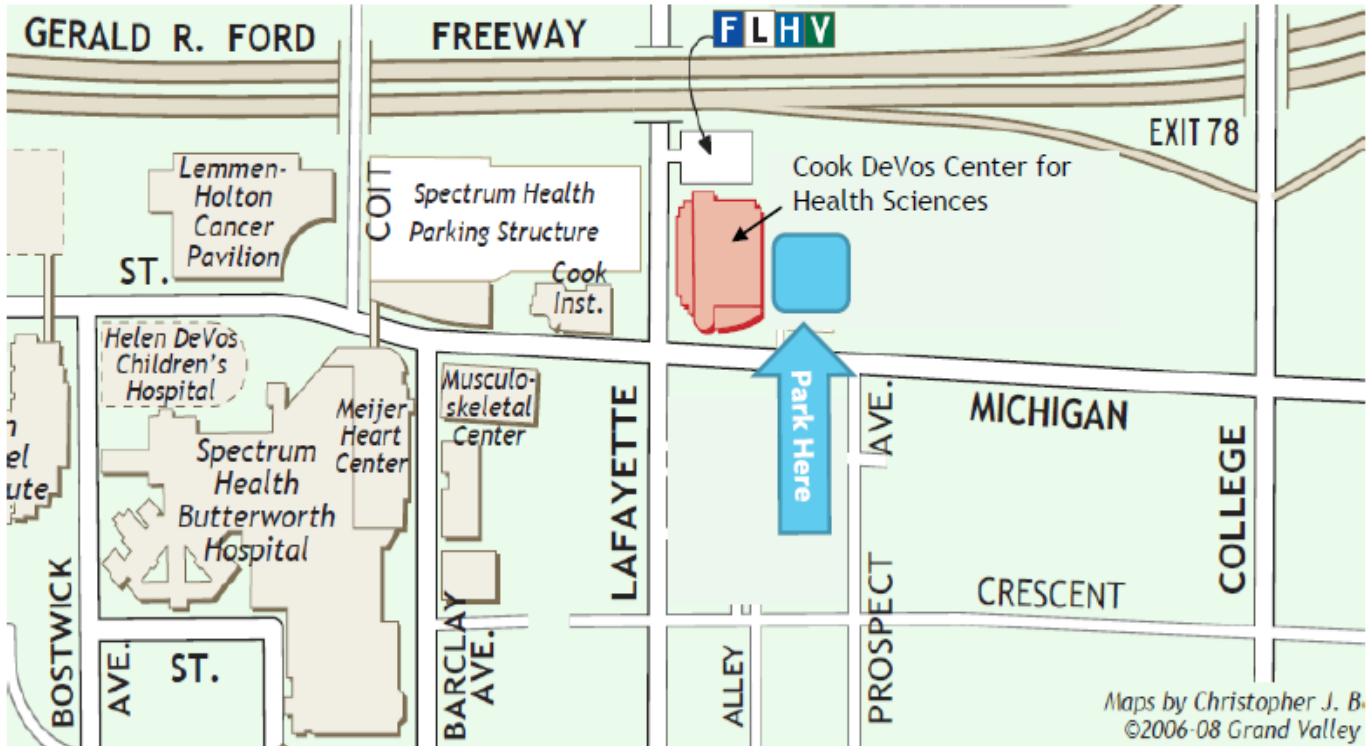 GERALD R. FORD FREEWAY
F L H V
EXIT 78
Lemmen-
Holton
Cancer
Pavilion
COIT
Spectrum Health
Parking Structure
Cook DeVos Center for
Health Sciences
Cook
Inst.
ST.
Helen DeVos
Children's
Hospital
Meijer
Heart
Center
Musculo-
skeletal
Center
Spectrum
Health
Butterworth
Hospital
LAFAYETTE
Park Here
AVE.
MICHIGAN
COLLEGE
el
ute
BOSTWICK
AVE.
ST.
BARCLAY
AVE.
ALLEY
PROSPECT
CRESCENT
Maps by Christopher J. B
©2006-08 Grand Valley